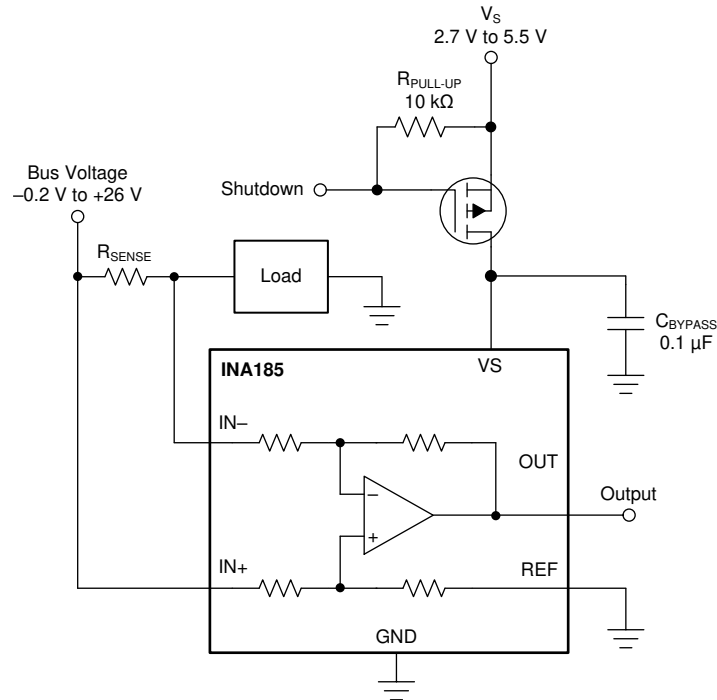 VS
2.7 V to 5.5 V
RPULL-UP
10 kΩ
Bus Voltage
–0.2 V to +26 V
Shutdown
RSENSE
Load
CBYPASS
0.1 µF
INA185
VS
IN–
OUT
Output
–
+
IN+
REF
GND